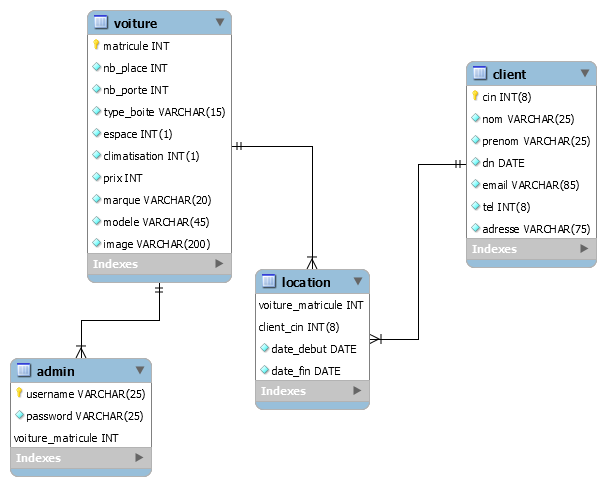 voiture
matricule INT
nb_place INT
nb_porte INT
type_boite VARCHAR(15)
espace INT(1)
climatisation INT(1)
prix INT
marque VARCHAR(20)
modele VARCHAR(45)
image VARCHAR(200)
Indexes
client
cin INT(8)
nom VARCHAR(25)
prenom VARCHAR(25)
dn DATE
email VARCHAR(85)
tel INT(8)
adresse VARCHAR(75)
Indexes
location
voiture_matricule INT
client_cin INT(8)
date_debut DATE
date_fin DATE
Indexes
admin
username VARCHAR(25)
password VARCHAR(25)
voiture_matricule INT
Indexes